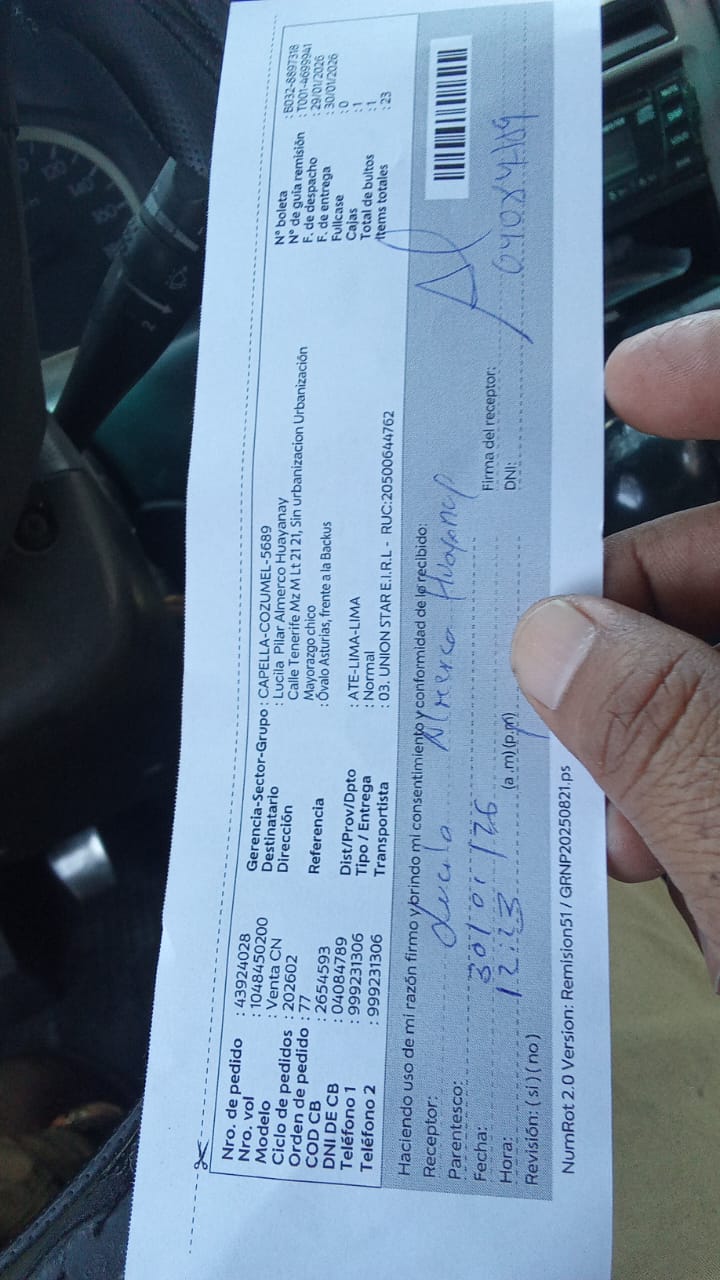 Nro. de pedido : 43924028
Nro. vol : 1048450200
Modelo : Venta CN
Ciclo de pedidos : 202602
Orden de pedido : 77
COD CB : 2654593
DNI DE CB : 04084789
Teléfono 1 : 999231306
Teléfono 2 : 999231306
Gerencia-Sector-Grupo : CAPELLA-COZUMEL-5689
Destinatario : Lucila Pilar Almerco Huayanay
Dirección : Calle Tenerife Mz M Lt 21 21, Sin urbanizacion Urbanización
Mayorazgo chico
Referencia : Óvalo Asturias, frente a la Backus
Dist/Prov/Dpto : ATE-LIMA-LIMA
Tipo / Entrega : Normal
Transportista : 03. UNION STAR E.I.R.L - RUC:20500644762
N° boleta : B032-8897318
N° de guía remisión : T001-4699941
F. de despacho : 29/01/2026
F. de entrega : 30/01/2026
Fullcase : 0
Cajas : 1
Total de bultos : 1
Items totales : 23
Haciendo uso de mi razón firmo y brindo mi consentimiento y conformidad de lo recibido:
Receptor: Lucila Almerco Huayanay
Parentesco:
Fecha: 30/01/26
Hora: 12:23 (a.m) (p.m)
Revisión: ( si ) ( no )
Firma del receptor:
DNI: 04084789
NumRot 2.0 Version: Remision51 / GRNP20250821.ps